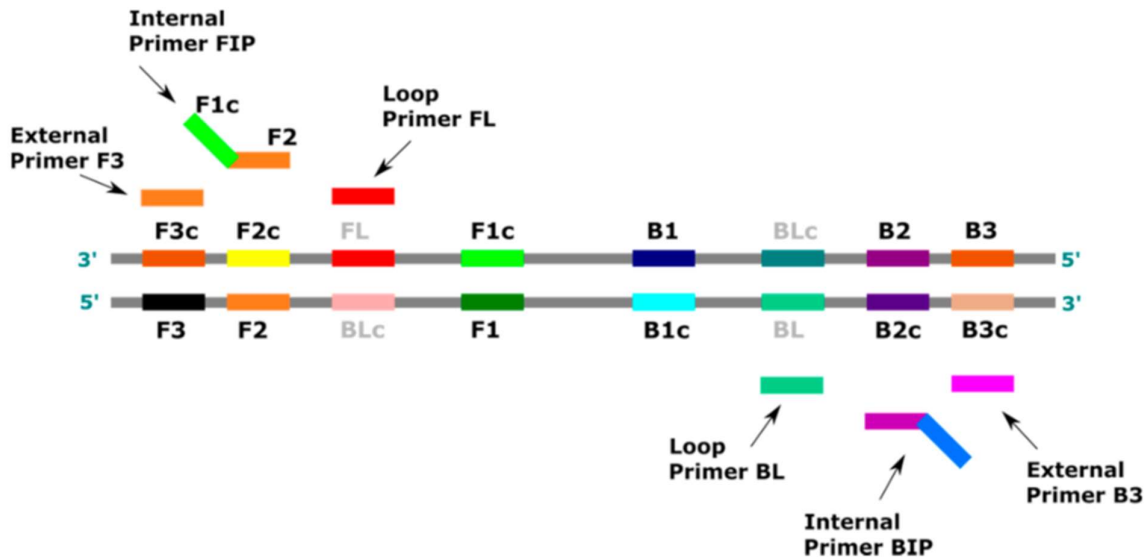 Internal
Primer FIP
F1c
F2
External
Primer F3
Loop
Primer FL
F3c F2c FL F1c B1 BLc B2 B3
3' 5'
5' 3'
F3 F2 BLc F1 B1c BL B2c B3c
Loop
Primer BL
Internal
Primer BIP
External
Primer B3